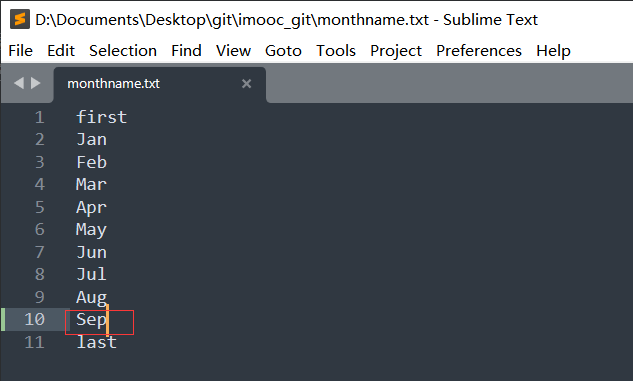 D:\Documents\Desktop\git\imooc_git\monthname.txt - Sublime Text
File Edit Selection Find View Goto Tools Project Preferences Help
monthname.txt
1 first
2 Jan
3 Feb
4 Mar
5 Apr
6 May
7 Jun
8 Jul
9 Aug
10 Sep
11 last